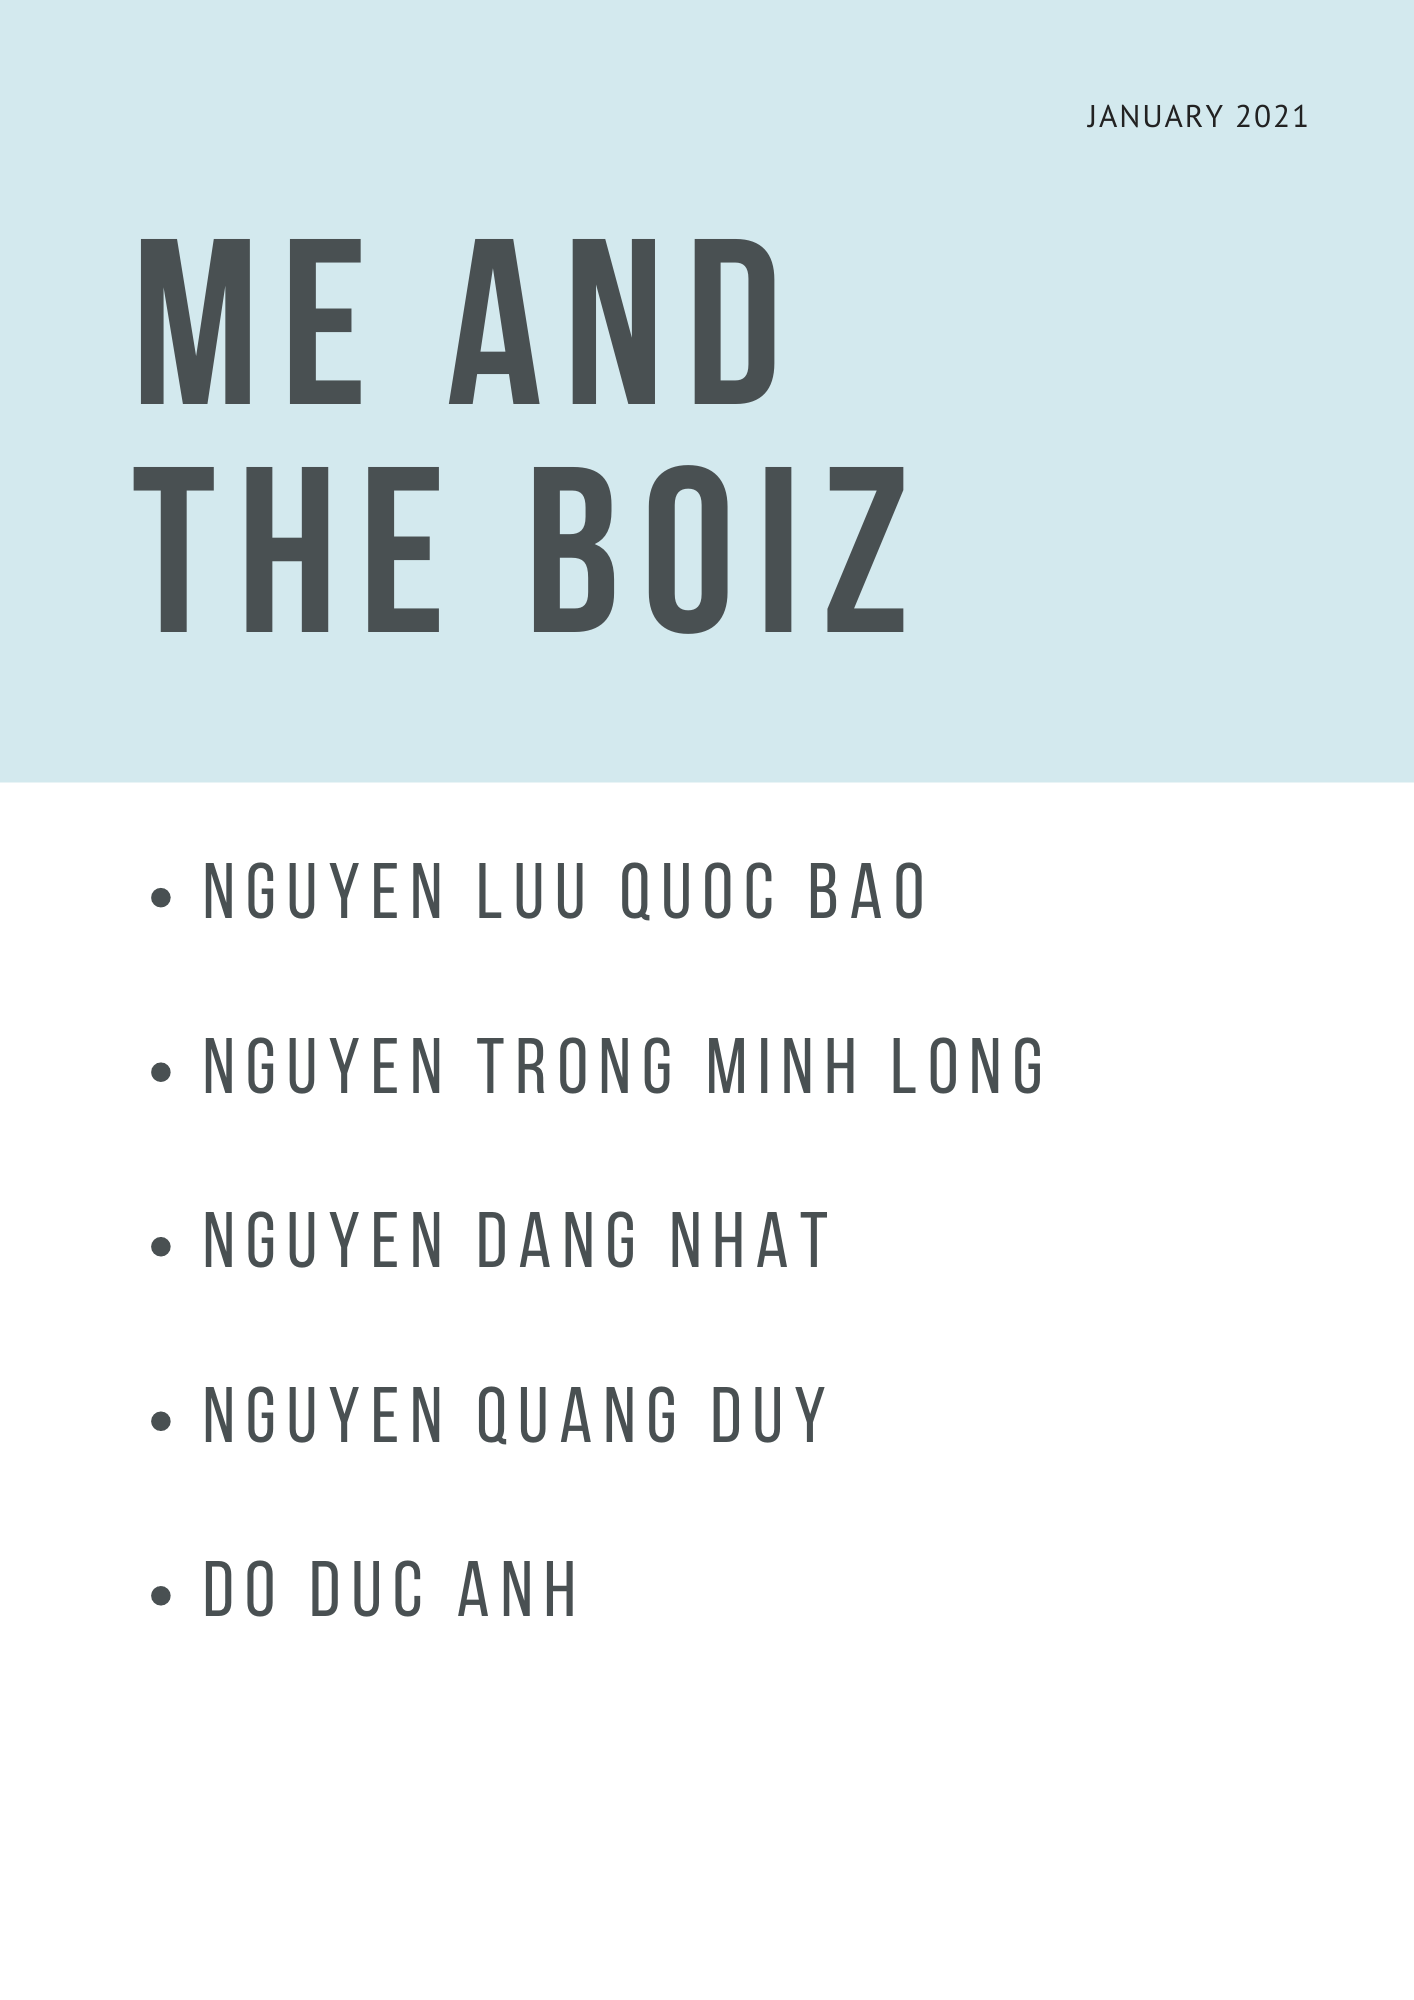 JANUARY 2021
ME AND
THE BOIZ
• NGUYEN LUU QUOC BAO
• NGUYEN TRONG MINH LONG
• NGUYEN DANG NHAT
• NGUYEN QUANG DUY
• DO DUC ANH